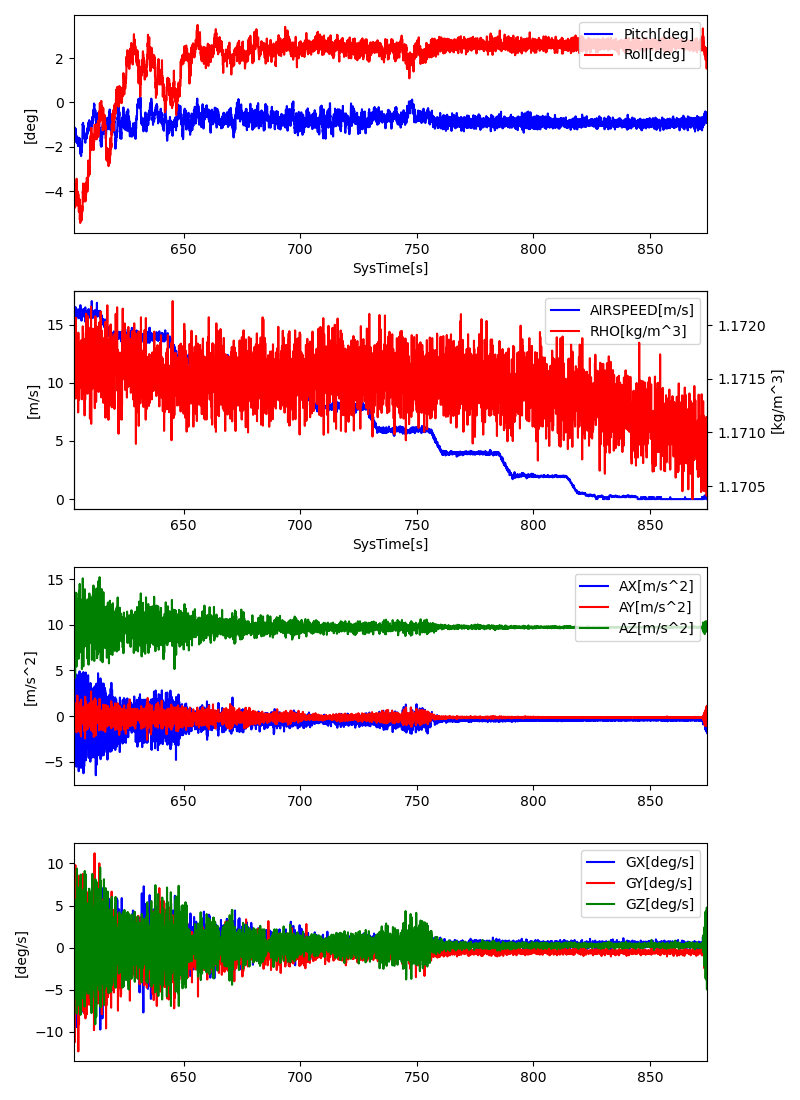 Pitch[deg]
Roll[deg]
2
0
−2
−4
[deg]
650
700
750
800
850
SysTime[s]
AIRSPEED[m/s]
RHO[kg/m^3]
15
10
5
0
[m/s]
1.1720
1.1715
1.1710
1.1705
[kg/m^3]
650
700
750
800
850
SysTime[s]
AX[m/s^2]
AY[m/s^2]
AZ[m/s^2]
15
10
5
0
−5
[m/s^2]
650
700
750
800
850
GX[deg/s]
GY[deg/s]
GZ[deg/s]
10
5
0
−5
−10
[deg/s]
650
700
750
800
850